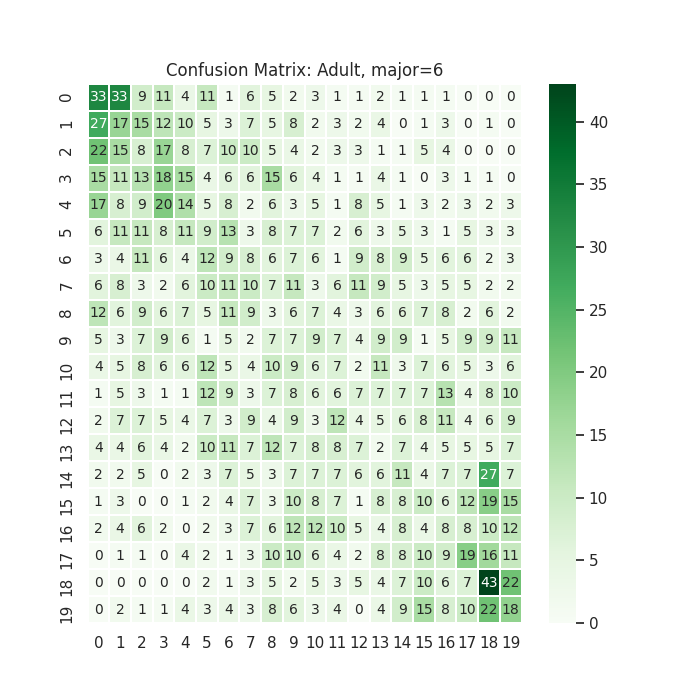 Confusion Matrix: Adult, major=6
0 33 33 9 11 4 11 1 6 5 2 3 1 1 2 1 1 1 0 0 0
1 27 17 15 12 10 5 3 7 5 8 2 3 2 4 0 1 3 0 1 0
2 22 15 8 17 8 7 10 10 5 4 2 3 3 1 1 5 4 0 0 0
3 15 11 13 18 15 4 6 6 15 6 4 1 1 4 1 0 3 1 1 0
4 17 8 9 20 14 5 8 2 6 3 5 1 8 5 1 3 2 3 2 3
5 6 11 11 8 11 9 13 3 8 7 7 2 6 3 5 3 1 5 3 3
6 3 4 11 6 4 12 9 8 6 7 6 1 9 8 9 5 6 6 2 3
7 6 8 3 2 6 10 11 10 7 11 3 6 11 9 5 3 5 5 2 2
8 12 6 9 6 7 5 11 9 3 6 7 4 3 6 6 7 8 2 6 2
9 5 3 7 9 6 1 5 2 7 7 9 7 4 9 9 1 5 9 9 11
10 4 5 8 6 6 12 5 4 10 9 6 7 2 11 3 7 6 5 3 6
11 1 5 3 1 1 12 9 3 7 8 6 6 7 7 7 7 13 4 8 10
12 2 7 7 5 4 7 3 9 4 9 3 12 4 5 6 8 11 4 6 9
13 4 4 6 4 2 10 11 7 12 7 8 8 7 2 7 4 5 5 5 7
14 2 2 5 0 2 3 7 5 3 7 7 7 6 6 11 4 7 7 27 7
15 1 3 0 0 1 2 4 7 3 10 8 7 1 8 8 10 6 12 19 15
16 2 4 6 2 0 2 3 7 6 12 12 10 5 4 8 4 8 8 10 12
17 0 1 1 0 4 2 1 3 10 10 6 4 2 8 8 10 9 19 16 11
18 0 0 0 0 0 2 1 3 5 2 5 3 5 4 7 10 6 7 43 22
19 0 2 1 1 4 3 4 3 8 6 3 4 0 4 9 15 8 10 22 18
0 1 2 3 4 5 6 7 8 9 10 11 12 13 14 15 16 17 18 19
40
35
30
25
20
15
10
5
0